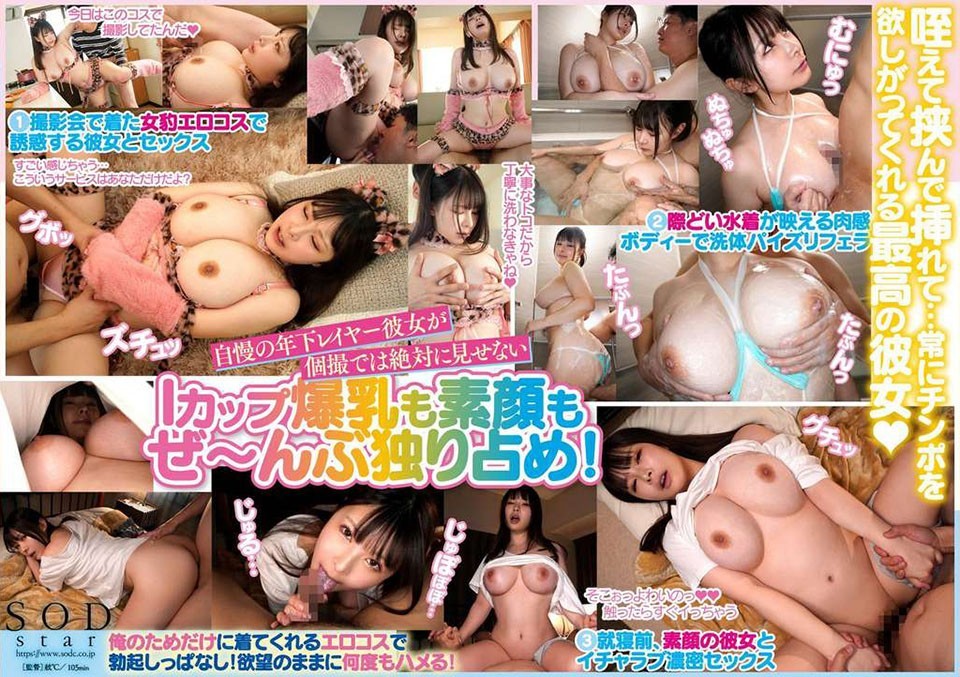 咥えて挟んで挿れて…常にチンポを
欲しがってくれる最高の彼女♥
今日はこのコスで
撮影してたんだ♥
①撮影会で着た女豹エロコスで
誘惑する彼女とセックス
すごい感じちゃう…
こういうサービスはあなただけだよ?
グポッ
ズチュッ
むにゅっ
ぬちゅ
ぬちゅ
大事なトコだから
丁寧に洗わなきゃね♥
②際どい水着が映える肉感
ボディーで洗体パイズリフェラ
たぷんっ
たぷんっ
自慢の年下レイヤー彼女が
個撮では絶対に見せない
Iカップ爆乳も素顔も
ぜ〜んぶ独り占め!
グチュッ
じゅる…
じゅぽぽぽ…
そこぉっよわいのっ♥♥
触ったらすぐイっちゃう
③就寝前、素顔の彼女と
イチャラブ濃密セックス
俺のためだけに着てくれるエロコスで
勃起しっぱなし!欲望のままに何度もハメる!
SOD
star
https://www.sodc.co.jp
[監督]秋℃/105min